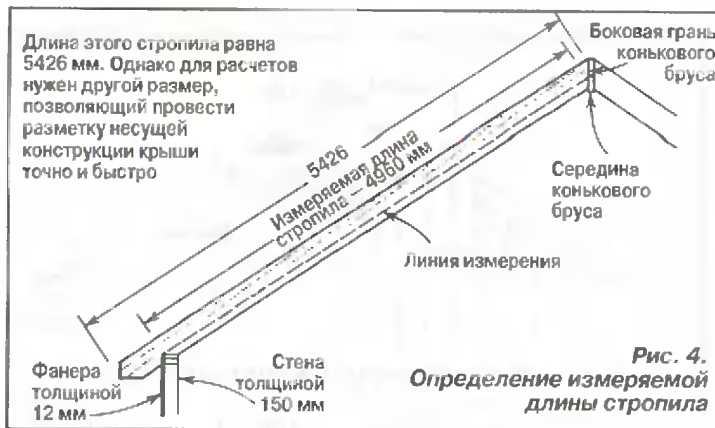 Длина этого стропила равна
5426 мм. Однако для расчетов
нужен другой размер,
позволяющий провести
разметку несущей
конструкции крыши
точно и быстро
Боковая грань
конькового
бруса
5426
Измеряемая длина
стропила – 4960 мм
Середина
конькового
бруса
Линия измерения
Фанера
толщиной
12 мм
Стена
толщиной
150 мм
Рис. 4.
Определение измеряемой
длины стропила